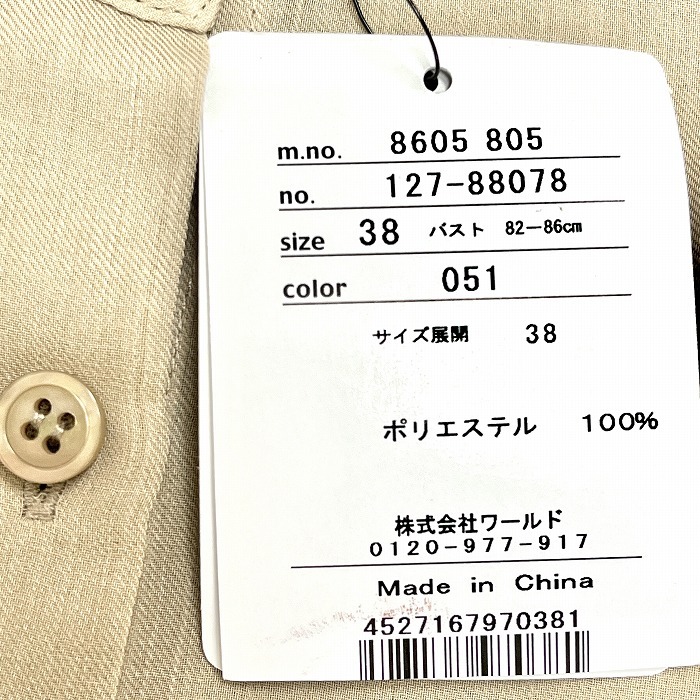 m.no. 8605 805
no. 127-88078
size 38 バスト 82-86cm
color 051
サイズ展開 38
ポリエステル 100%
株式会社ワールド
0120-977-917
Made in China
4527167970381